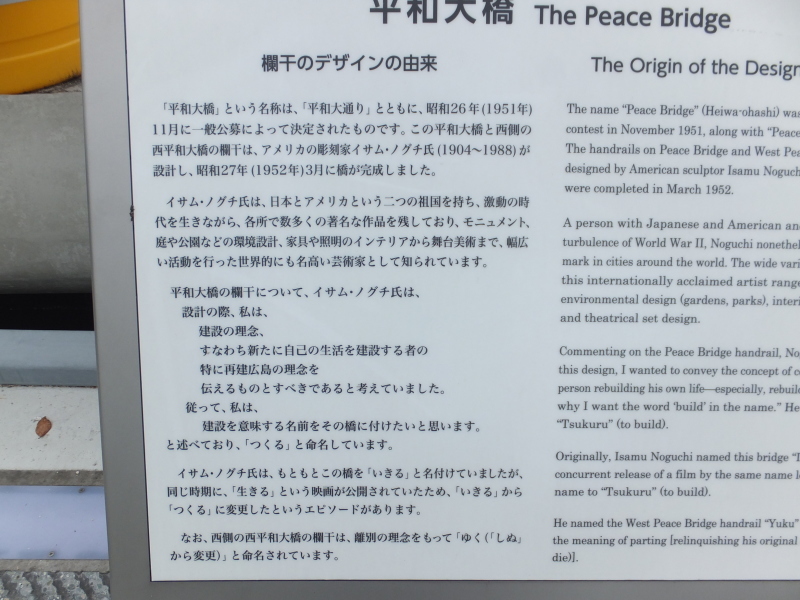 平和大橋 The Peace Bridge
欄干のデザインの由来
「平和大橋」という名称は、「平和大通り」とともに、昭和26年(1951年)
11月に一般公募によって決定されたものです。この平和大橋と西側の
西平和大橋の欄干は、アメリカの彫刻家イサム・ノグチ氏(1904～1988)が
設計し、昭和27年(1952年)3月に橋が完成しました。
イサム・ノグチ氏は、日本とアメリカという二つの祖国を持ち、激動の時
代を生きながら、各所で数多くの著名な作品を残しており、モニュメント、
庭や公園などの環境設計、家具や照明のインテリアから舞台美術まで、幅広
い活動を行った世界的にも名高い芸術家として知られています。
平和大橋の欄干について、イサム・ノグチ氏は、
設計の際、私は、
建設の理念、
すなわち新たに自己の生活を建設する者の
特に再建広島の理念を
伝えるものとすべきであると考えていました。
従って、私は、
建設を意味する名前をその橋に付けたいと思います。
と述べており、「つくる」と命名しています。
イサム・ノグチ氏は、もともとこの橋を「いきる」と名付けていましたが、
同じ時期に、「生きる」という映画が公開されていたため、「いきる」から
「つくる」に変更したというエピソードがあります。
なお、西側の西平和大橋の欄干は、離別の理念をもって「ゆく(「しぬ」
から変更)」と命名されています。
The Origin of the Design
The name “Peace Bridge” (Heiwa-ohashi) was
contest in November 1951, along with “Peace
The handrails on Peace Bridge and West Pea
designed by American sculptor Isamu Noguch
were completed in March 1952.
A person with Japanese and American an
turbulence of World War II, Noguchi nonethel
mark in cities around the world. The wide vari
this internationally acclaimed artist range
environmental design (gardens, parks), interi
and theatrical set design.
Commenting on the Peace Bridge handrail, No
this design, I wanted to convey the concept of c
person rebuilding his own life—especially, rebuil
why I want the word ‘build’ in the name.” He
“Tsukuru” (to build).
Originally, Isamu Noguchi named this bridge “I
concurrent release of a film by the same name l
name to “Tsukuru” (to build).
He named the West Peace Bridge handrail “Yuku”
the meaning of parting [relinquishing his original
die)].